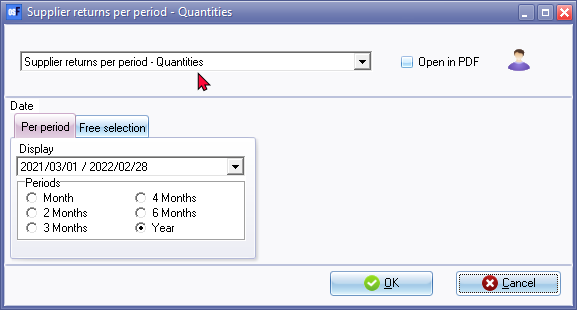 Supplier returns per period - Quantities
Supplier returns per period - Quantities
Open in PDF
Date
Per period
Free selection
Display
2021/03/01 / 2022/02/28
Periods
Month
4 Months
2 Months
6 Months
3 Months
Year
OK
Cancel